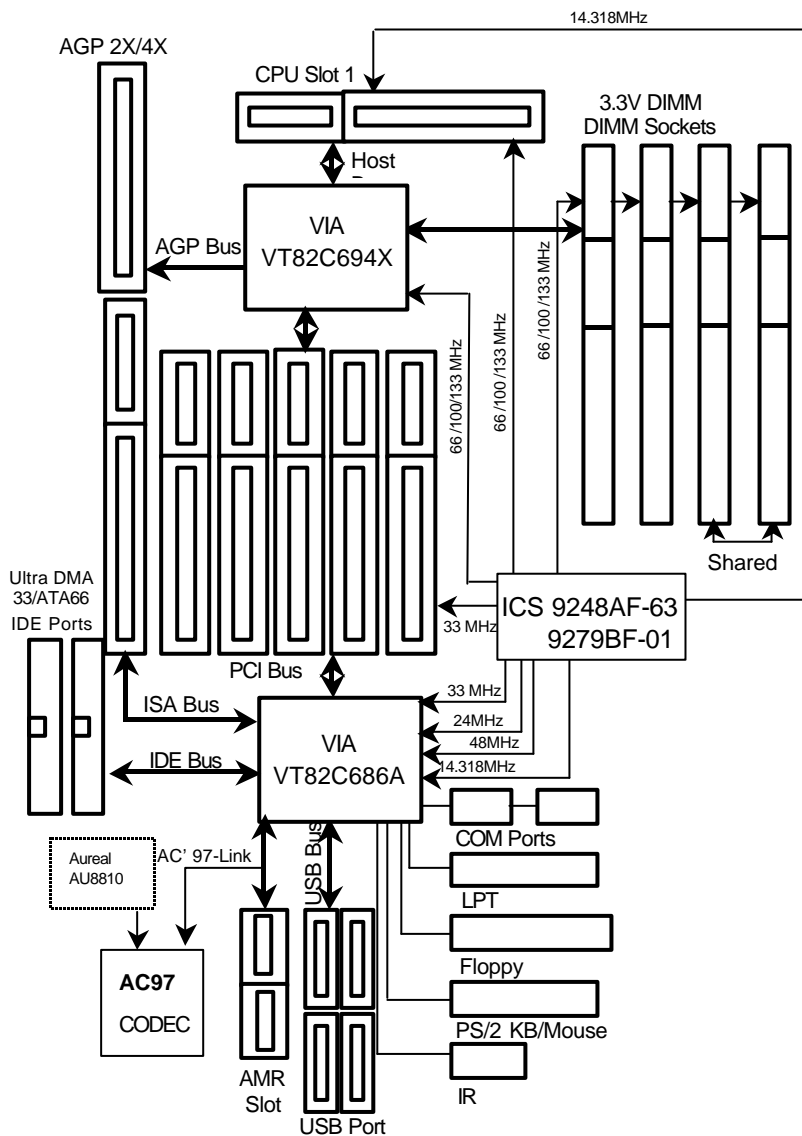 14.318MHz
AGP 2X/4X
CPU Slot 1
3.3V DIMM
DIMM Sockets
Host
VIA
VT82C694X
AGP Bus
66/100/133 MHz
66/100/133 MHz
66/100/133 MHz
Shared
Ultra DMA
33/ATA66
IDE Ports
33 MHz
ICS 9248AF-63
9279BF-01
PCI Bus
ISA Bus
33 MHz
24MHz
48MHz
14.318MHz
VIA
VT82C686A
IDE Bus
COM Ports
Aureal
AU8810
AC' 97-Link
USB Bus
LPT
AC97
CODEC
Floppy
PS/2 KB/Mouse
AMR
Slot
IR
USB Port